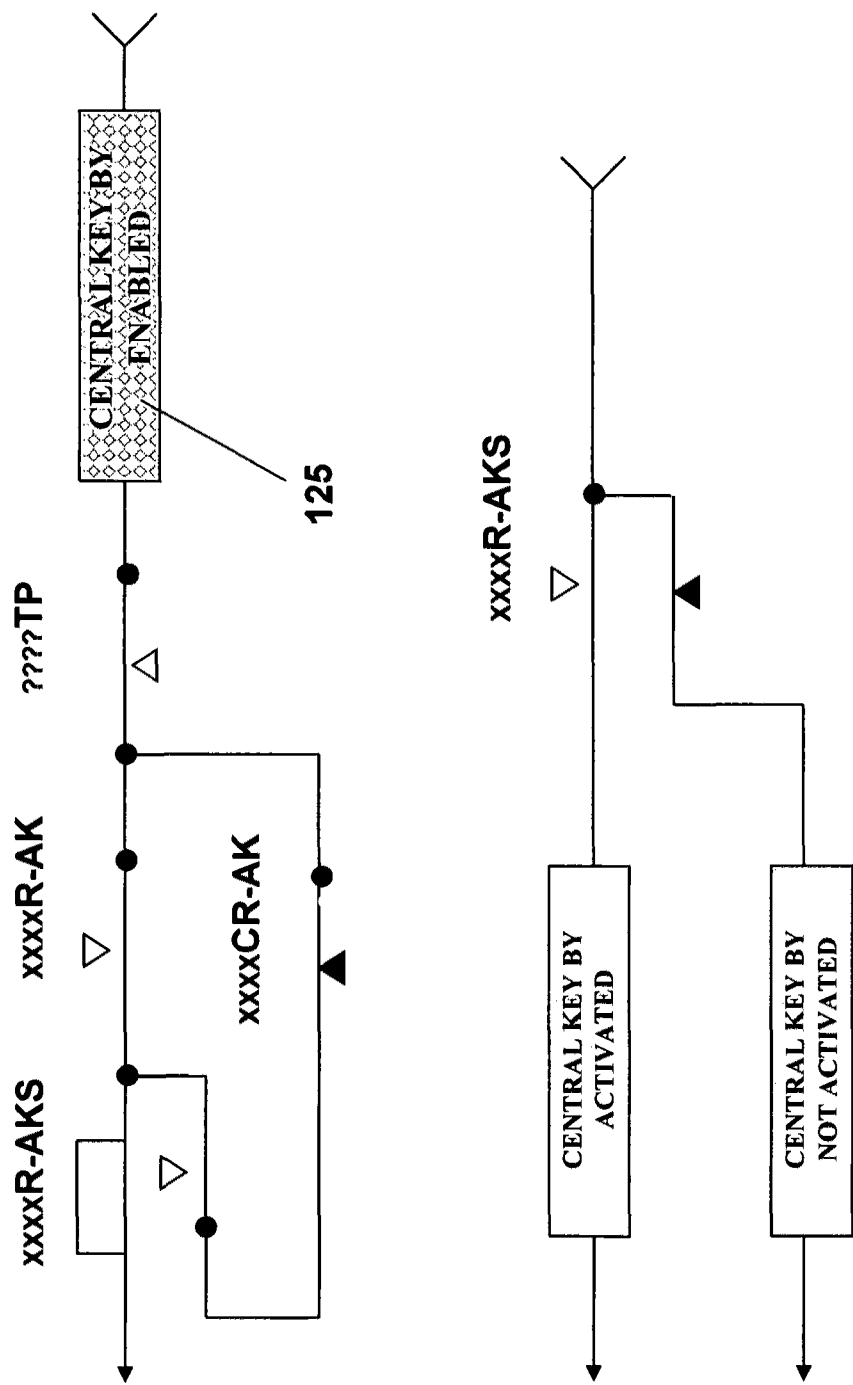 xxxxR-AKS
xxxxR-AK
????TP
CENTRAL KEY BY
ENABLED
xxxxCR-AK
125
xxxxR-AKS
CENTRAL KEY BY
ACTIVATED
CENTRAL KEY BY
NOT ACTIVATED